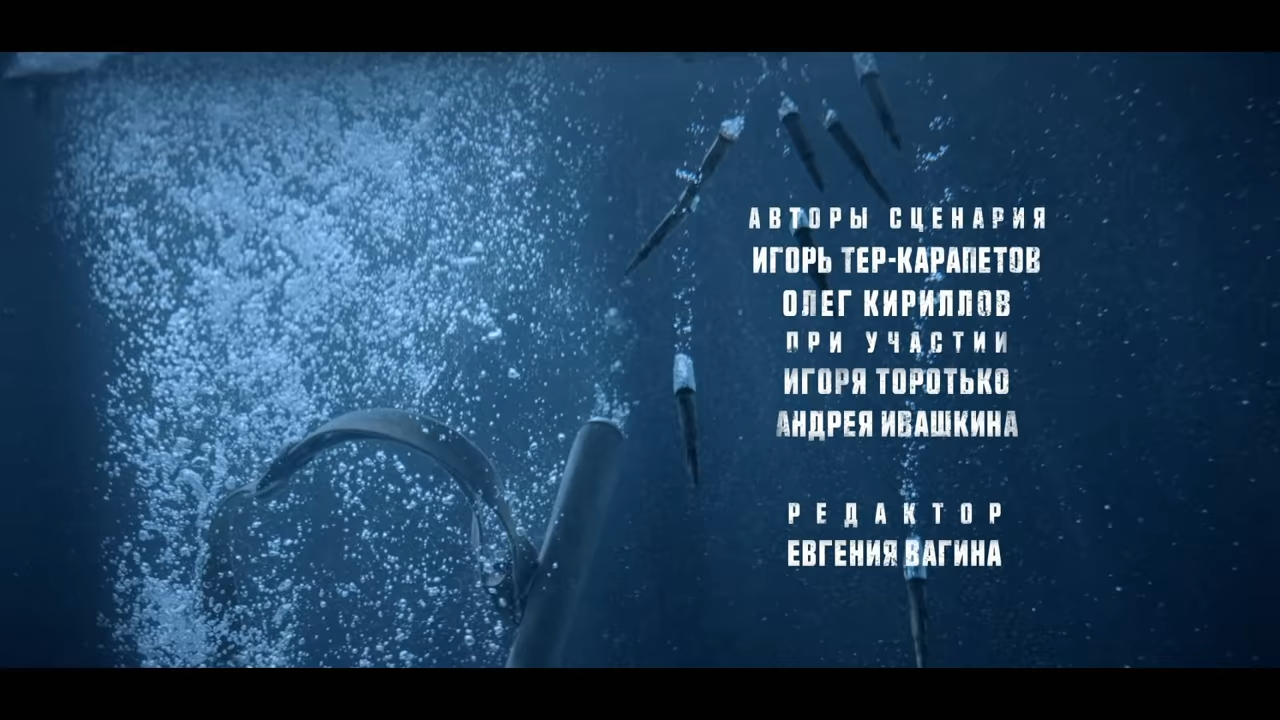 АВТОРЫ СЦЕНАРИЯ
ИГОРЬ ТЕР-КАРАПЕТОВ
ОЛЕГ КИРИЛЛОВ
ПРИ УЧАСТИИ
ИГОРЯ ТОРОТЬКО
АНДРЕЯ ИВАШКИНА
РЕДАКТОР
ЕВГЕНИЯ ВАГИНА